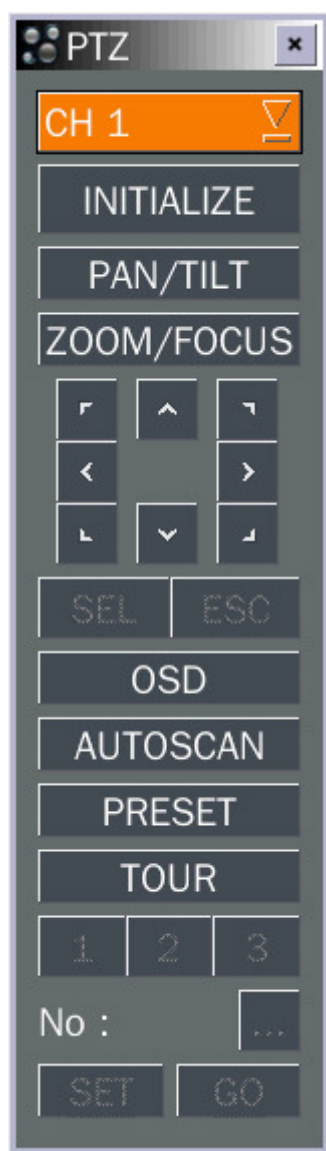 PTZ
CH 1
INITIALIZE
PAN/TILT
ZOOM/FOCUS
SEL ESC
OSD
AUTOSCAN
PRESET
TOUR
1 2 3
No : ...
SET GO